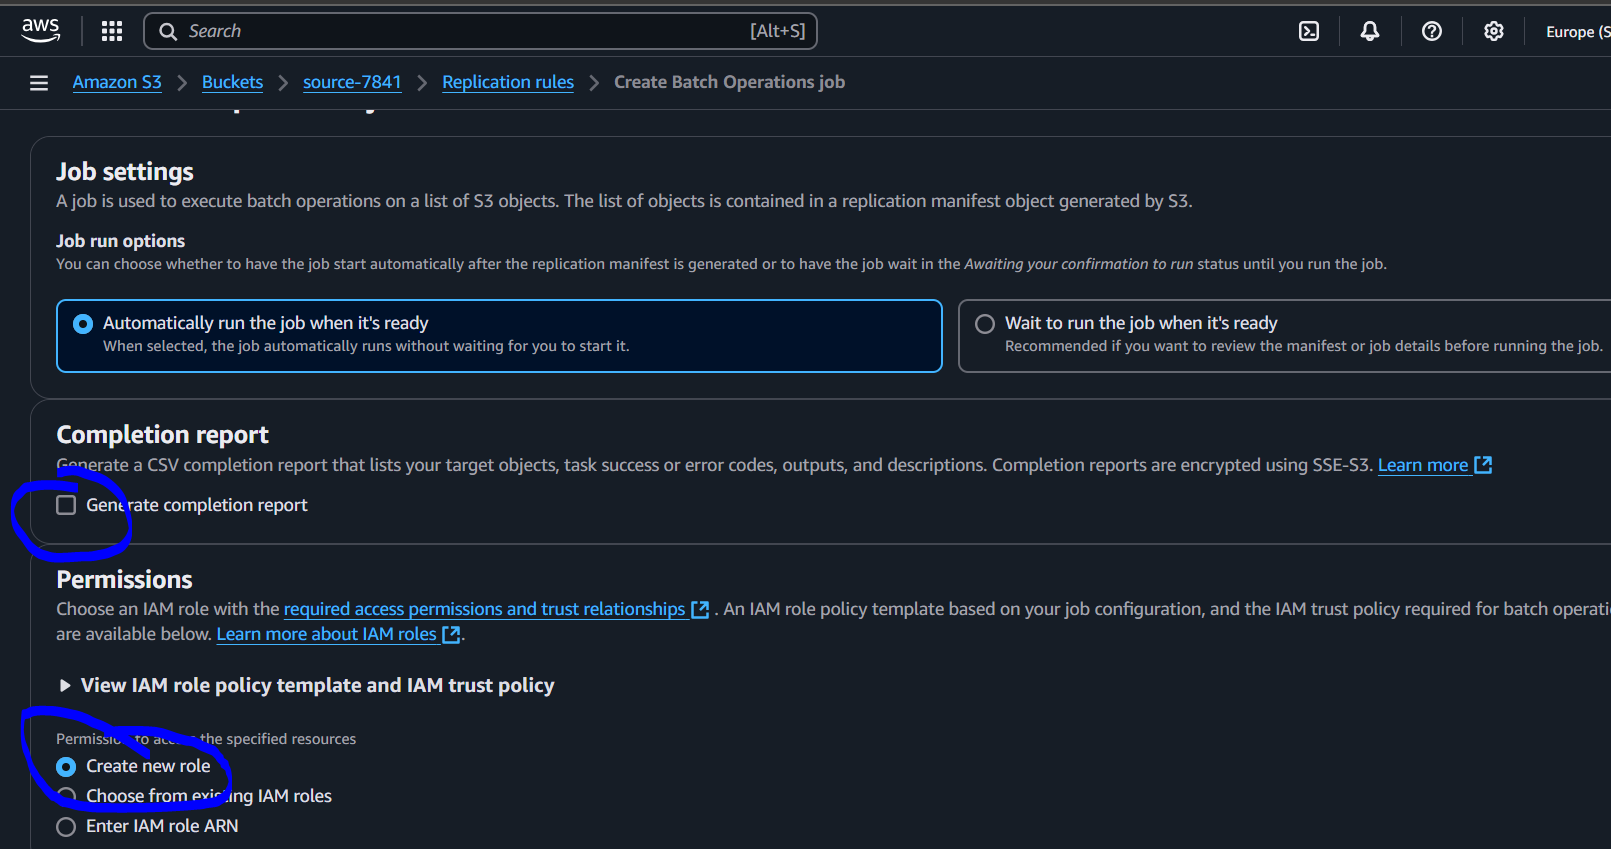 aws
Search [Alt+S]
Europe (S
Amazon S3 > Buckets > source-7841 > Replication rules > Create Batch Operations job
Job settings
A job is used to execute batch operations on a list of S3 objects. The list of objects is contained in a replication manifest object generated by S3.
Job run options
You can choose whether to have the job start automatically after the replication manifest is generated or to have the job wait in the Awaiting your confirmation to run status until you run the job.
Automatically run the job when it's ready
When selected, the job automatically runs without waiting for you to start it.
Wait to run the job when it's ready
Recommended if you want to review the manifest or job details before running the job.
Completion report
Generate a CSV completion report that lists your target objects, task success or error codes, outputs, and descriptions. Completion reports are encrypted using SSE-S3. Learn more
Generate completion report
Permissions
Choose an IAM role with the required access permissions and trust relationships. An IAM role policy template based on your job configuration, and the IAM trust policy required for batch operati
are available below. Learn more about IAM roles.
View IAM role policy template and IAM trust policy
Permission to access the specified resources
Create new role
Choose from existing IAM roles
Enter IAM role ARN